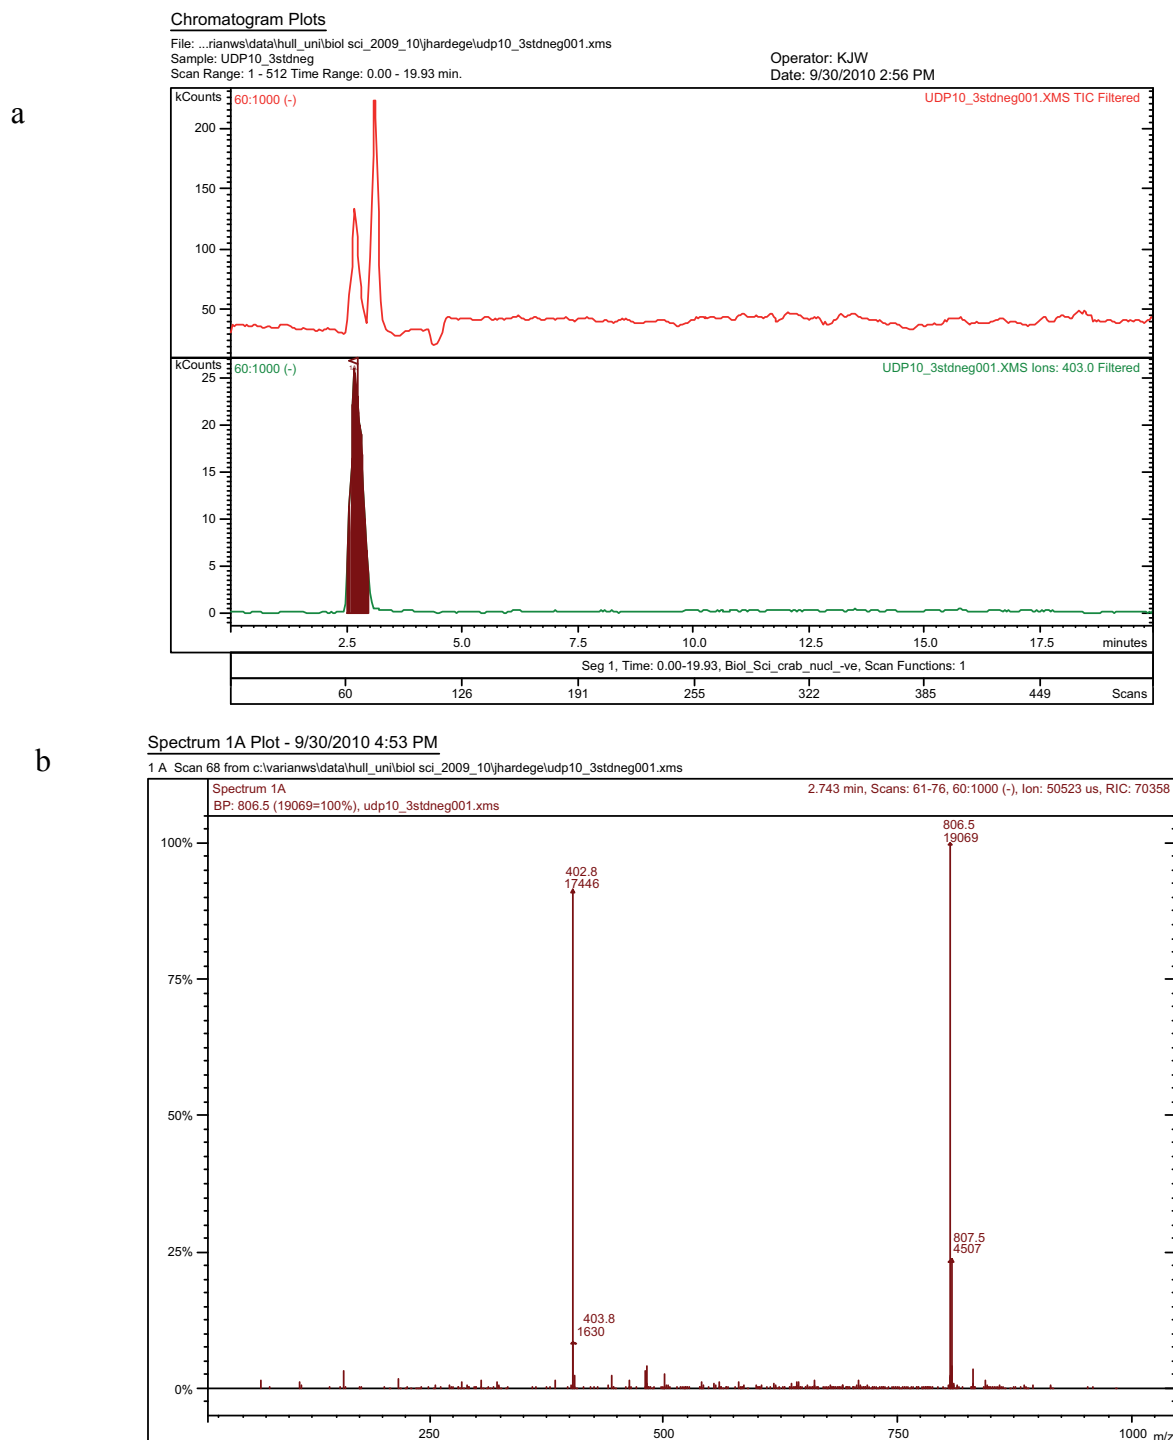 Chromatogram Plots
File: ...rianws\data\hull_uni\biol sci_2009_10\jhardege\udp10_3stdneg001.xms
Sample: UDP10_3stdneg
Operator: KJW
Scan Range: 1 - 512 Time Range: 0.00 - 19.93 min.
Date: 9/30/2010 2:56 PM
a
kCounts
60:1000 (-)
UDP10_3stdneg001.XMS TIC Filtered
200
150
100
50
kCounts
60:1000 (-)
UDP10_3stdneg001.XMS Ions: 403.0 Filtered
25
20
15
10
5
0
2.5 5.0 7.5 10.0 12.5 15.0 17.5 minutes
Seg 1, Time: 0.00-19.93, Biol_Sci_crab_nucl_-ve, Scan Functions: 1
60 126 191 255 322 385 449 Scans
b
Spectrum 1A Plot - 9/30/2010 4:53 PM
1 A Scan 68 from c:\varianws\data\hull_uni\biol sci_2009_10\jhardege\udp10_3stdneg001.xms
Spectrum 1A
2.743 min, Scans: 61-76, 60:1000 (-), Ion: 50523 us, RIC: 70358
BP: 806.5 (19069=100%), udp10_3stdneg001.xms
806.5
19069
100%
402.8
17446
75%
50%
807.5
4507
25%
403.8
1630
0%
250 500 750 1000 m/z